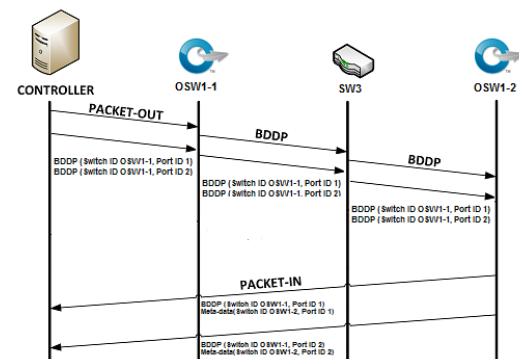 CONTROLLER
OSW1-1
SW3
OSW1-2
PACKET-OUT
BDDP
BDDP
BDDP ( Switch ID OSW1-1, Port ID 1)
BDDP ( Switch ID OSW1-1, Port ID 2)
BDDP ( Switch ID OSW1-1, Port ID 1)
BDDP ( Switch ID OSW1-1, Port ID 2)
BDDP ( Switch ID OSW1-1, Port ID 1)
BDDP ( Switch ID OSW1-1, Port ID 2)
PACKET-IN
BDDP ( Switch ID OSW1-1, Port ID 1)
Meta-data( Switch ID OSW1-2, Port ID 1)
BDDP ( Switch ID OSW1-1, Port ID 2)
Meta-data( Switch ID OSW1-2, Port ID 2)